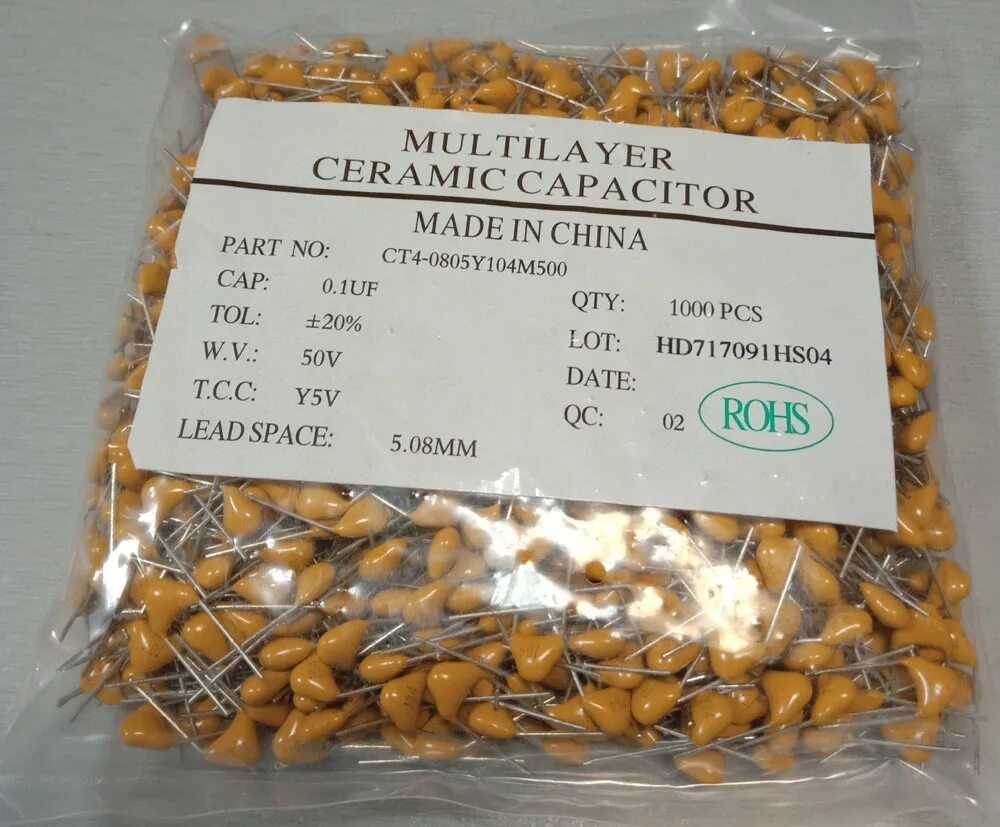 MULTILAYER
CERAMIC CAPACITOR
MADE IN CHINA
PART NO: CT4-0805Y104M500
CAP: 0.1UF
TOL: ±20%
W.V.: 50V
T.C.C: Y5V
LEAD SPACE: 5.08MM
QTY: 1000 PCS
LOT: HD717091HS04
DATE:
QC: 02
ROHS